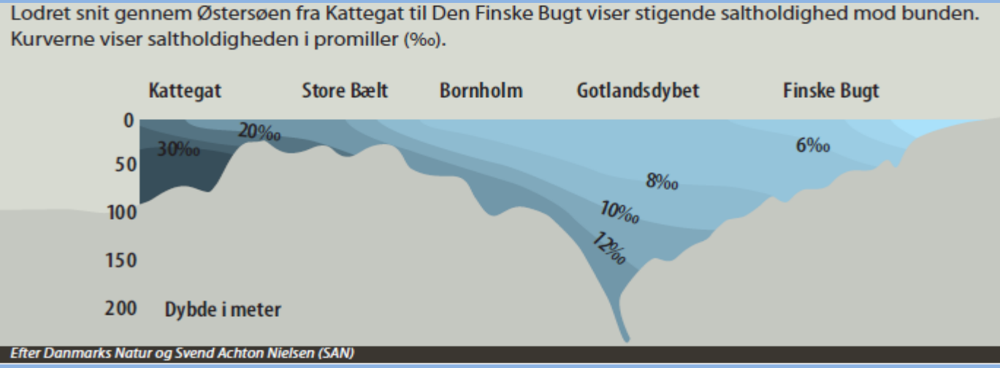 Lodret snit gennem Østersøen fra Kattegat til Den Finske Bugt viser stigende saltholdighed mod bunden.
Kurverne viser saltholdigheden i promiller (‰).
Kattegat Store Bælt Bornholm Gotlandsdybet Finske Bugt
0
20‰
6‰
30‰
50
8‰
100
10‰
12‰
150
200 Dybde i meter
Efter Danmarks Natur og Svend Achton Nielsen (SAN)